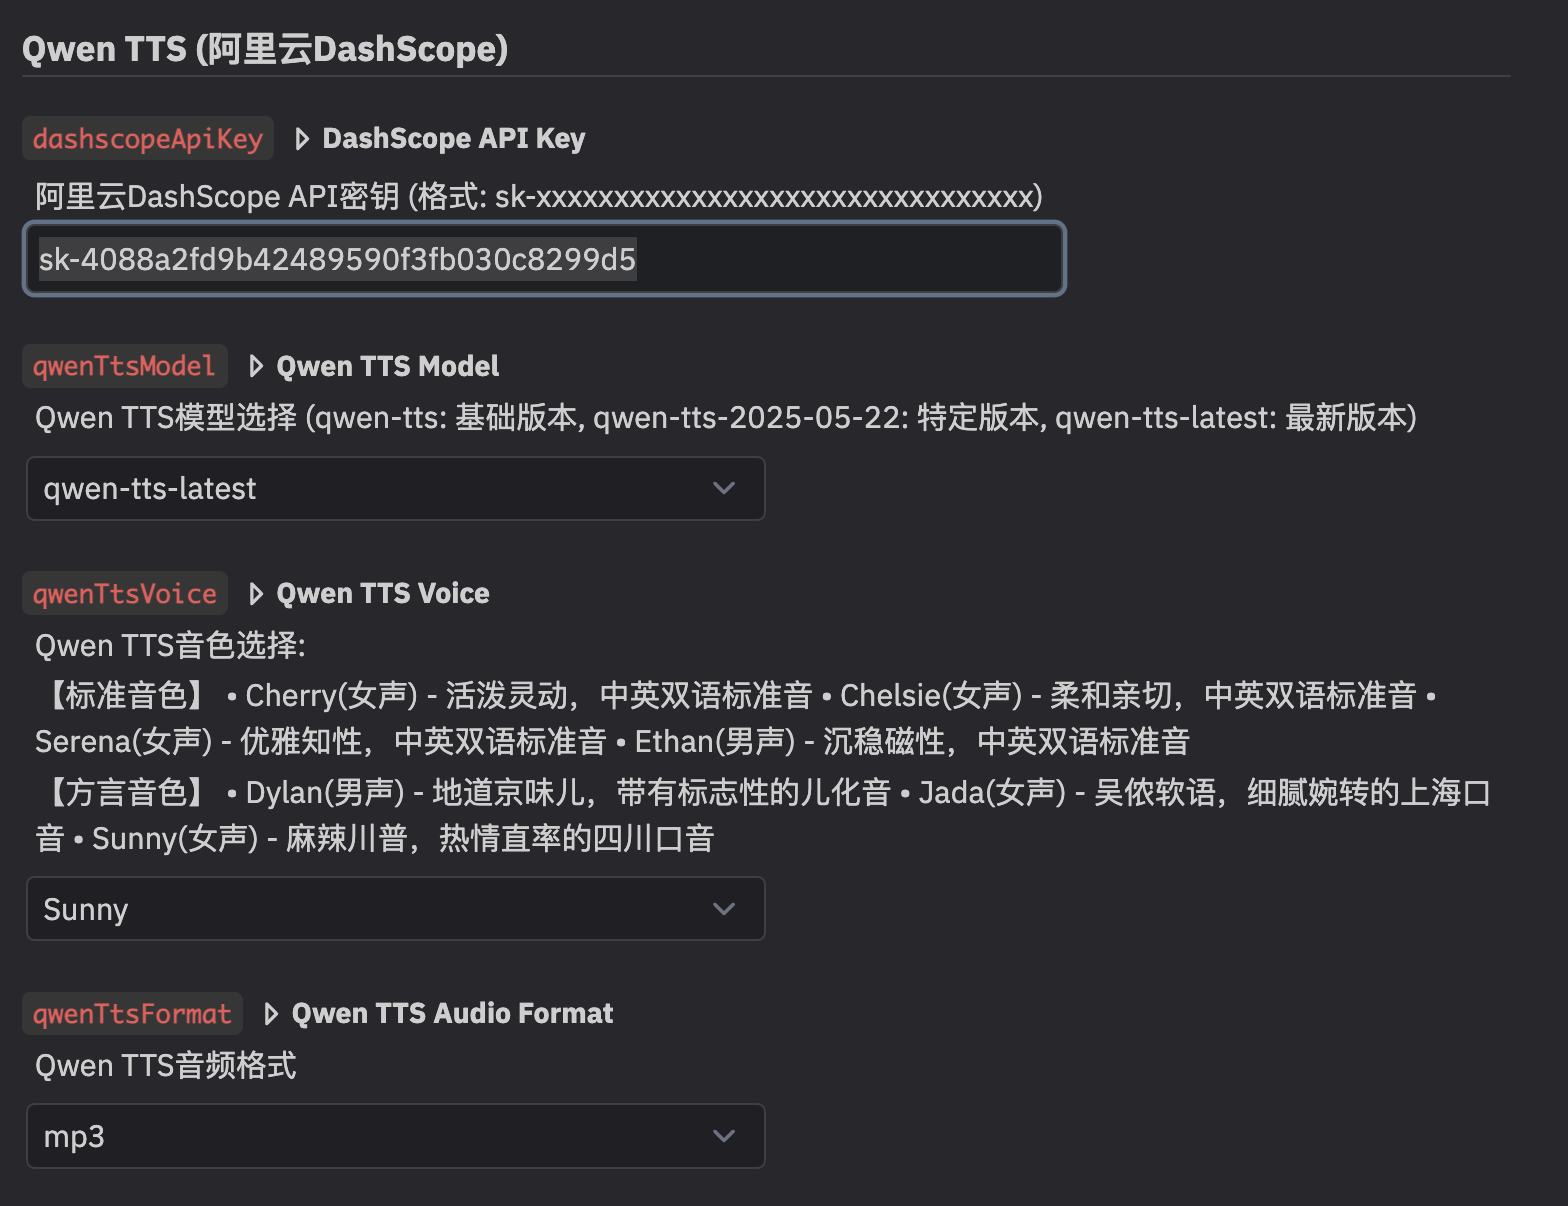 Qwen TTS (阿里云DashScope)
dashscopeApiKey DashScope API Key
阿里云DashScope API密钥 (格式: sk-xxxxxxxxxxxxxxxxxxxxxxxxxxxxxxxx)
sk-4088a2fd9b42489590f3fb030c8299d5
qwenTtsModel Qwen TTS Model
Qwen TTS模型选择 (qwen-tts: 基础版本, qwen-tts-2025-05-22: 特定版本, qwen-tts-latest: 最新版本)
qwen-tts-latest
qwenTtsVoice Qwen TTS Voice
Qwen TTS音色选择:
【标准音色】 • Cherry(女声) - 活泼灵动，中英双语标准音 • Chelsie(女声) - 柔和亲切，中英双语标准音 •
Serena(女声) - 优雅知性，中英双语标准音 • Ethan(男声) - 沉稳磁性，中英双语标准音
【方言音色】 • Dylan(男声) - 地道京味儿，带有标志性的儿化音 • Jada(女声) - 吴侬软语，细腻婉转的上海口
音 • Sunny(女声) - 麻辣川普，热情直率的四川口音
Sunny
qwenTtsFormat Qwen TTS Audio Format
Qwen TTS音频格式
mp3